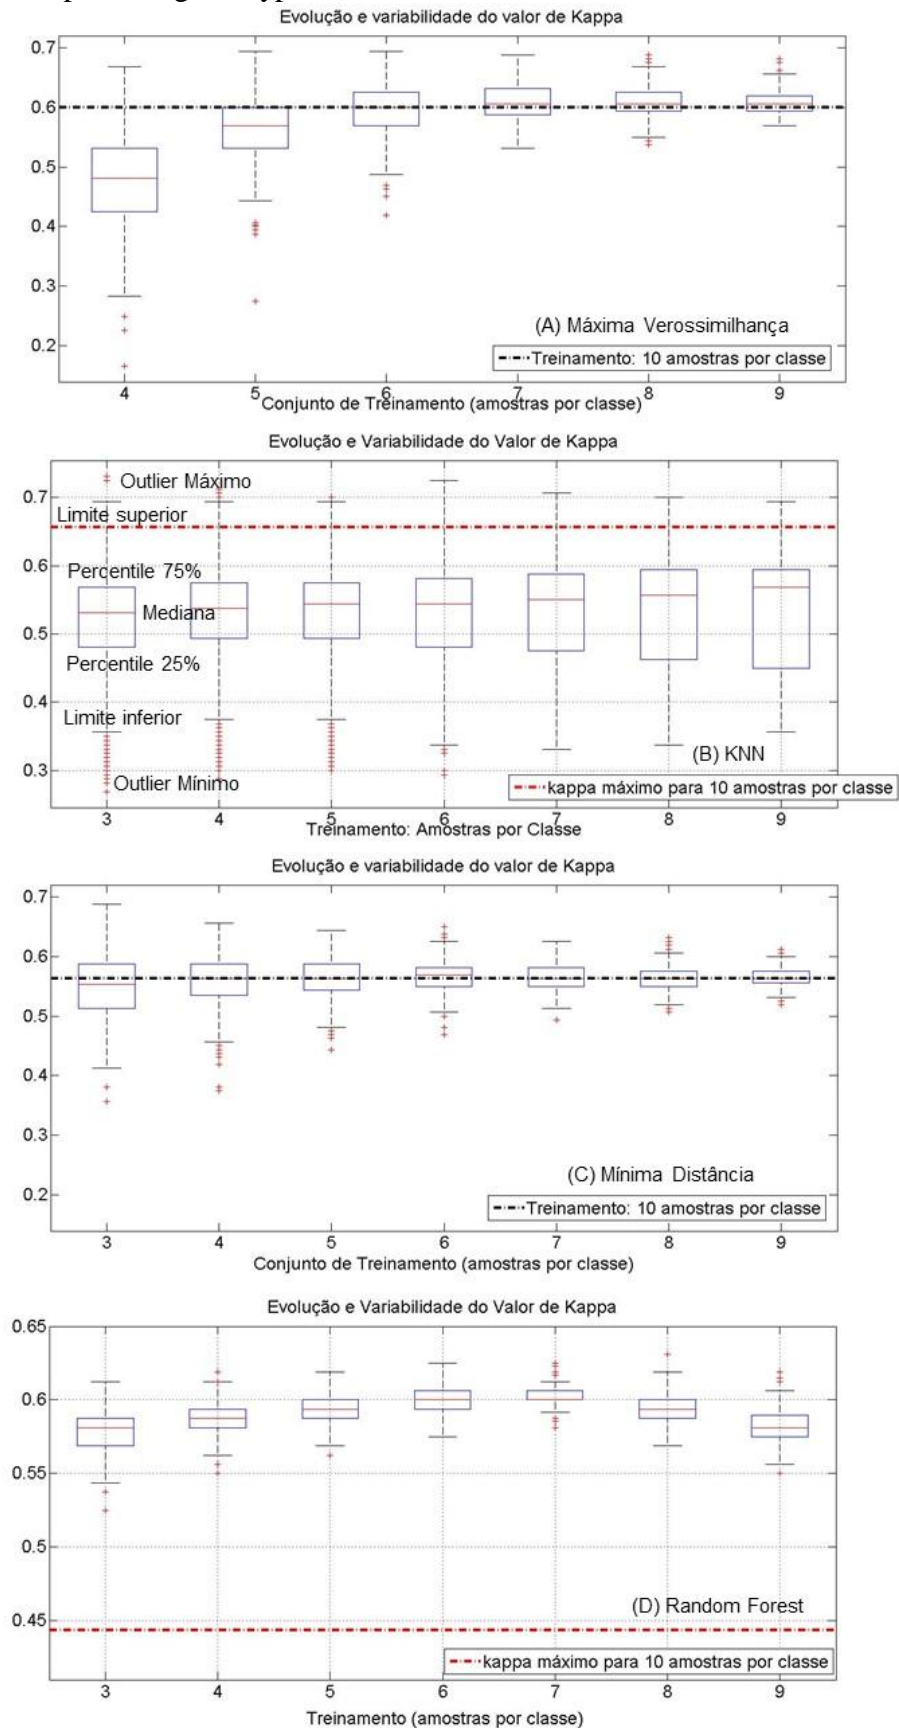 Evolução e variabilidade do valor de Kappa
0.7
0.6
0.5
0.4
0.3
0.2
(A) Máxima Verossimilhança
Treinamento: 10 amostras por classe
4 5 6 7 8 9
Conjunto de Treinamento (amostras por classe)
Evolução e Variabilidade do Valor de Kappa
Outlier Máximo
0.7
Limite superior
0.6
Percentile 75%
Mediana
0.5
Percentile 25%
0.4
Limite inferior
(B) KNN
0.3
Outlier Mínimo
kappa máximo para 10 amostras por classe
3 4 5 6 7 8 9
Treinamento: Amostras por Classe
Evolução e variabilidade do valor de Kappa
0.7
0.6
0.5
0.4
0.3
(C) Mínima Distância
0.2
Treinamento: 10 amostras por classe
3 4 5 6 7 8 9
Conjunto de Treinamento (amostras por classe)
Evolução e Variabilidade do Valor de Kappa
0.65
0.6
0.55
0.5
0.45
(D) Random Forest
kappa máximo para 10 amostras por classe
3 4 5 6 7 8 9
Treinamento (amostras por classe)